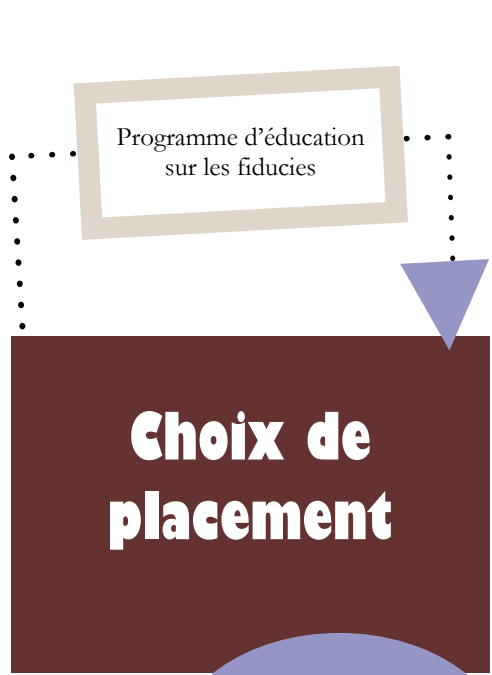 Programme d’éducation
sur les fiducies
Choix de
placement